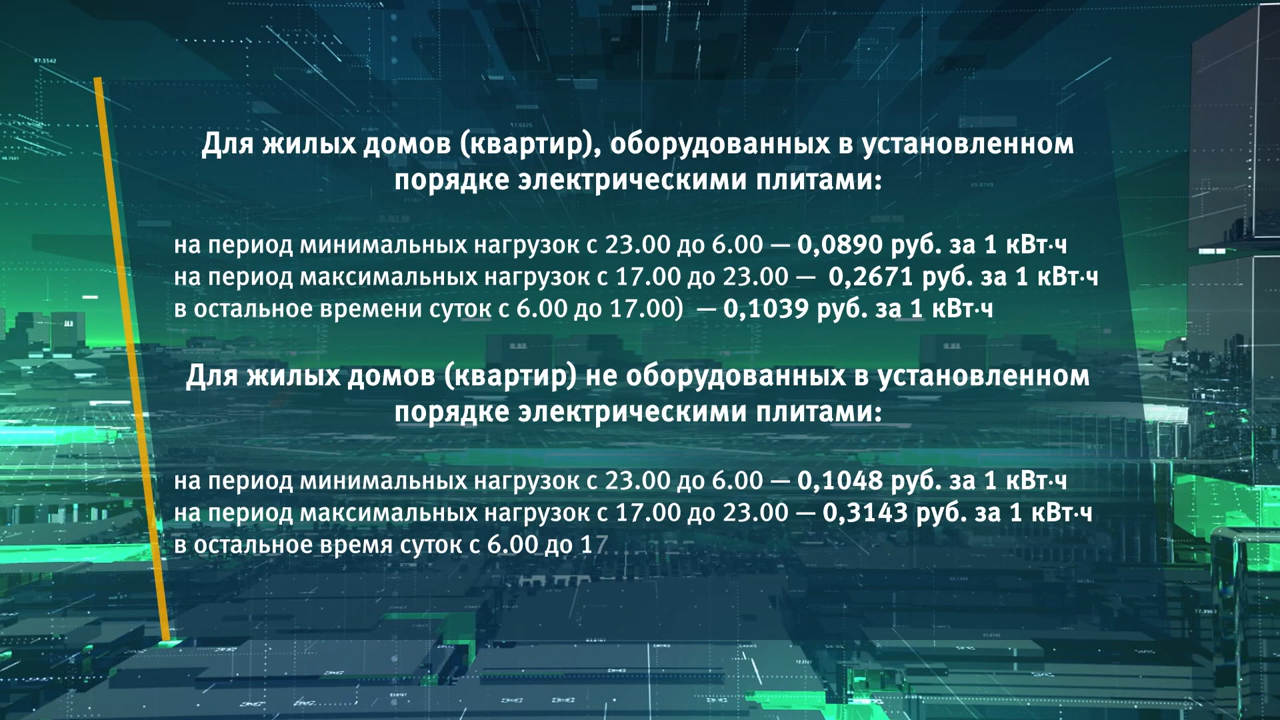 Для жилых домов (квартир), оборудованных в установленном
порядке электрическими плитами:
на период минимальных нагрузок с 23.00 до 6.00 — 0,0890 руб. за 1 кВт·ч
на период максимальных нагрузок с 17.00 до 23.00 — 0,2671 руб. за 1 кВт·ч
в остальное времени суток с 6.00 до 17.00) — 0,1039 руб. за 1 кВт·ч
Для жилых домов (квартир) не оборудованных в установленном
порядке электрическими плитами:
на период минимальных нагрузок с 23.00 до 6.00 — 0,1048 руб. за 1 кВт·ч
на период максимальных нагрузок с 17.00 до 23.00 — 0,3143 руб. за 1 кВт·ч
в остальное время суток с 6.00 до 17